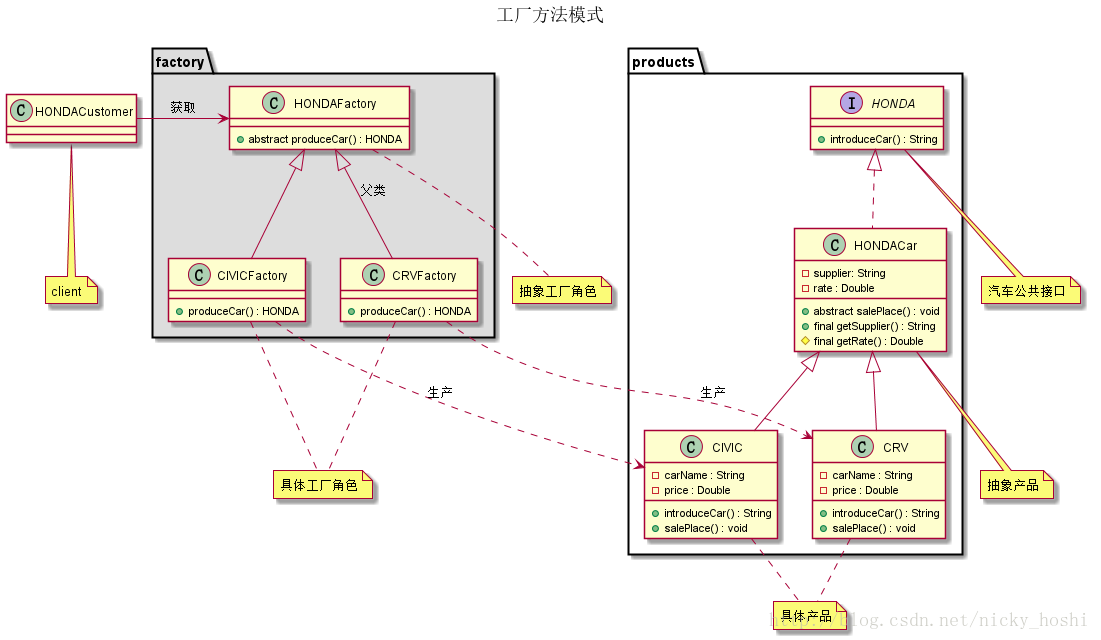 工厂方法模式
factory
products
C HONDACustomer
获取
C HONDAFactory
abstract produceCar() : HONDA
I HONDA
introduceCar() : String
父类
C CIVICFactory
produceCar() : HONDA
C CRVFactory
produceCar() : HONDA
client
抽象工厂角色
C HONDACar
supplier: String
rate : Double
abstract salePlace() : void
final getSupplier() : String
final getRate() : Double
汽车公共接口
生产
生产
C CIVIC
carName : String
price : Double
introduceCar() : String
salePlace() : void
C CRV
carName : String
price : Double
introduceCar() : String
salePlace() : void
具体工厂角色
抽象产品
具体产品
http://blog.csdn.net/nicky_hoshi